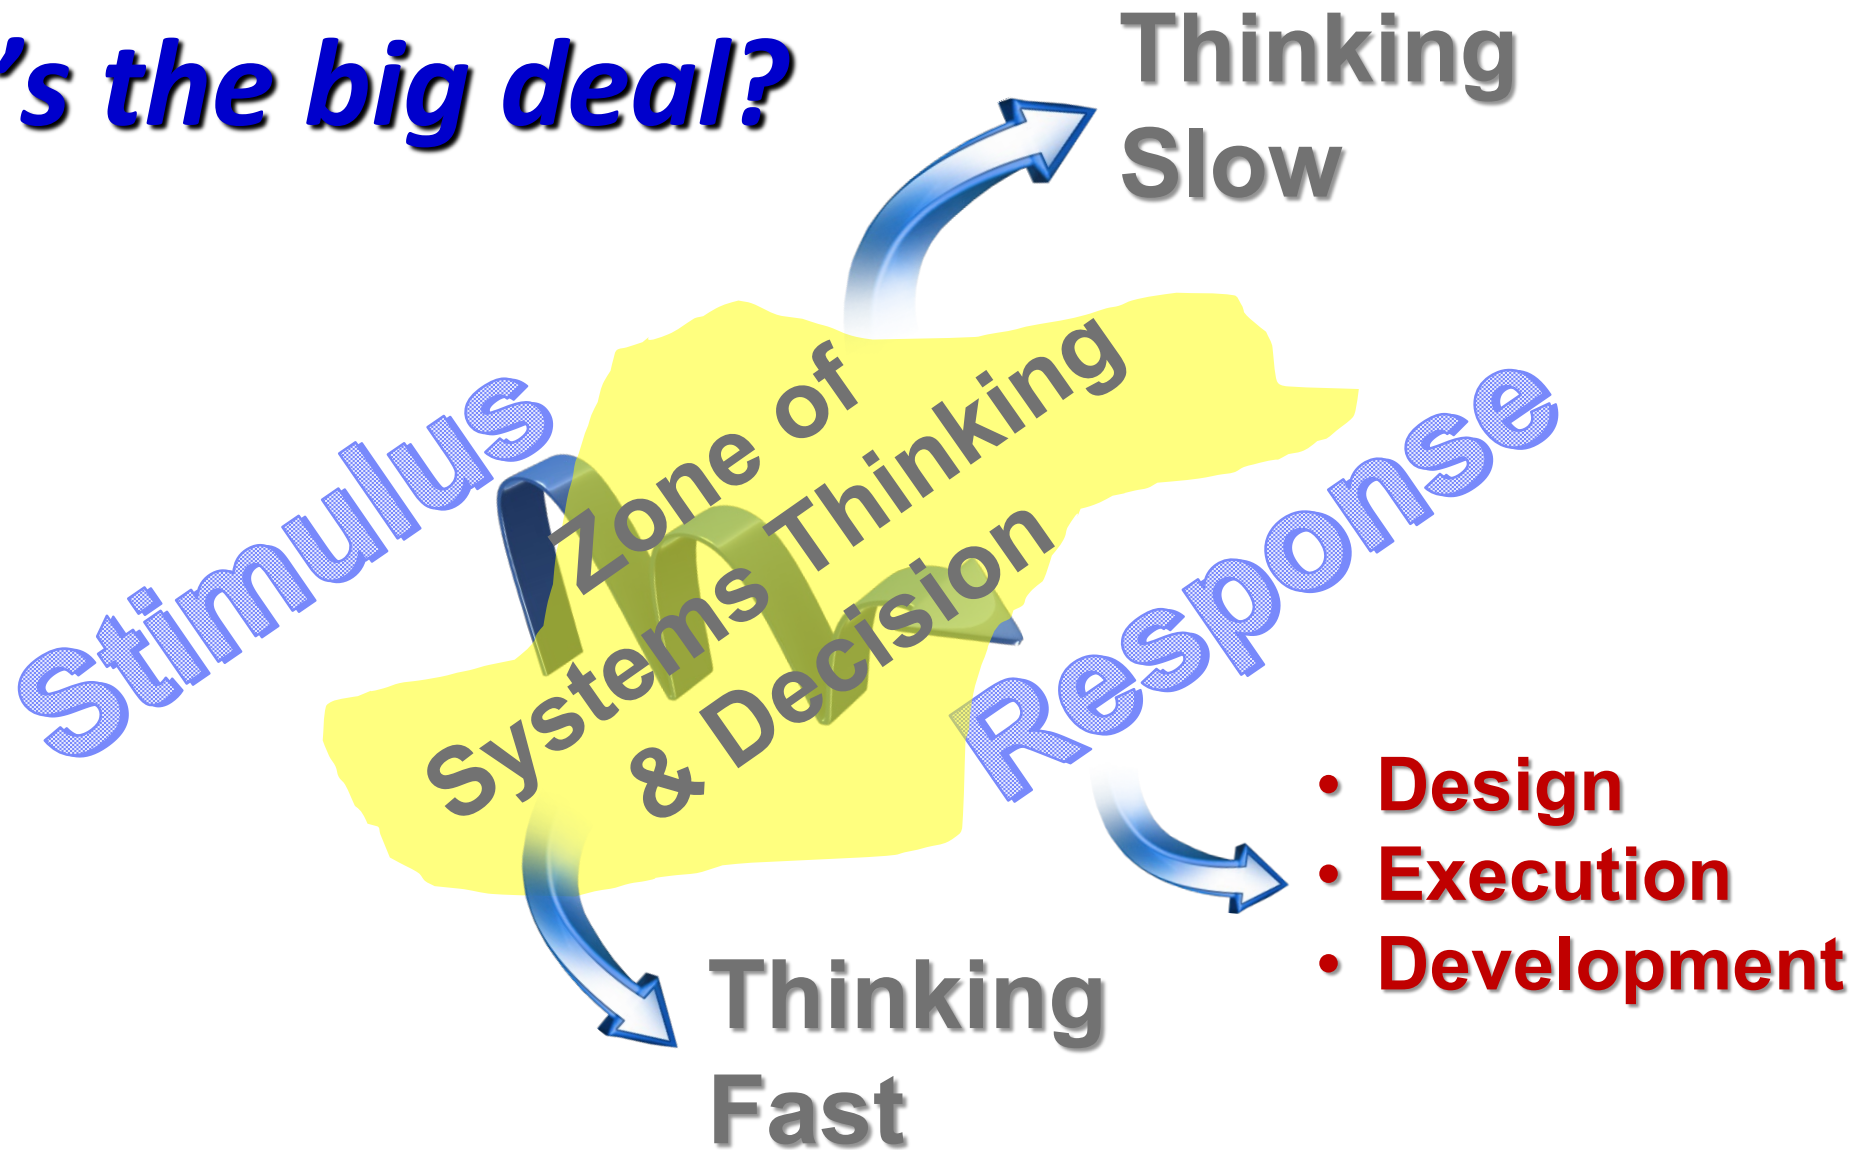 's the big deal?
Thinking
Slow
Stimulus
Zone of
Systems Thinking
& Decision
Response
• Design
• Execution
• Development
Thinking
Fast